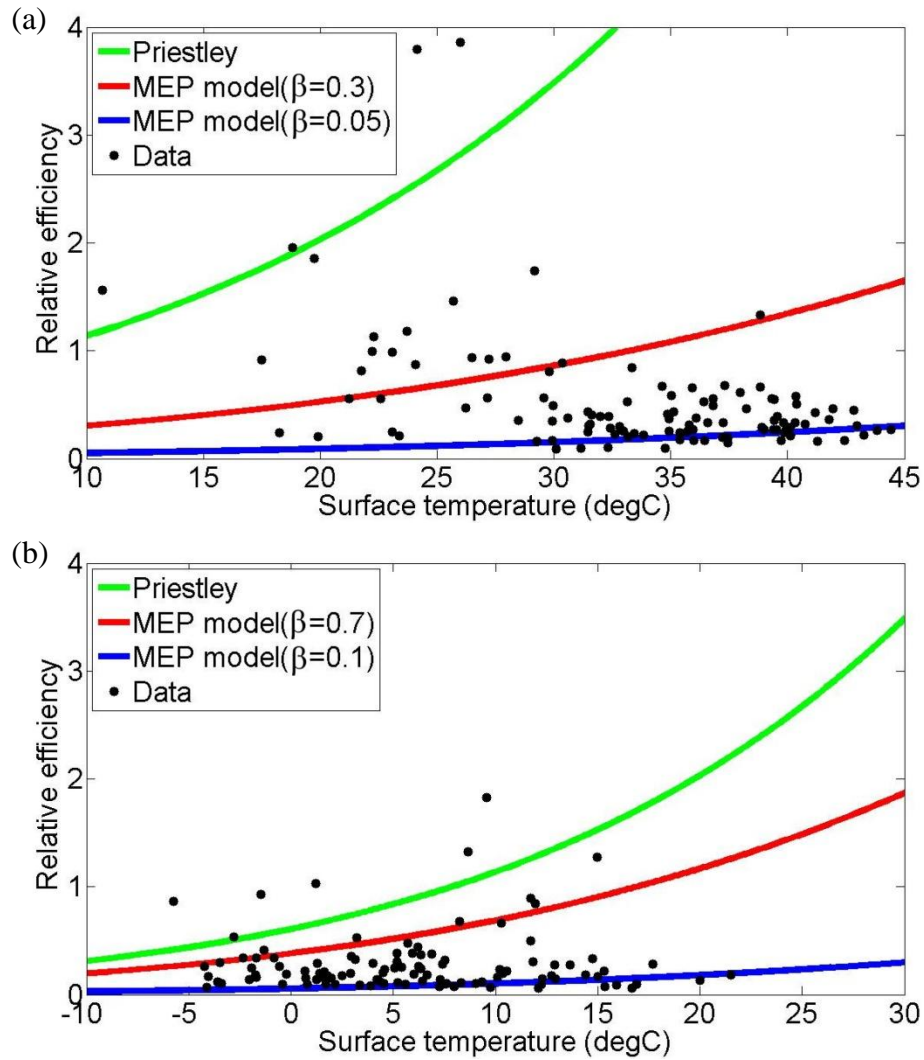 (a)
4
3
2
1
0
Relative efficiency
Priestley
MEP model(β=0.3)
MEP model(β=0.05)
Data
10 15 20 25 30 35 40 45
Surface temperature (degC)
(b)
4
3
2
1
0
Relative efficiency
Priestley
MEP model(β=0.7)
MEP model(β=0.1)
Data
-10 -5 0 5 10 15 20 25 30
Surface temperature (degC)